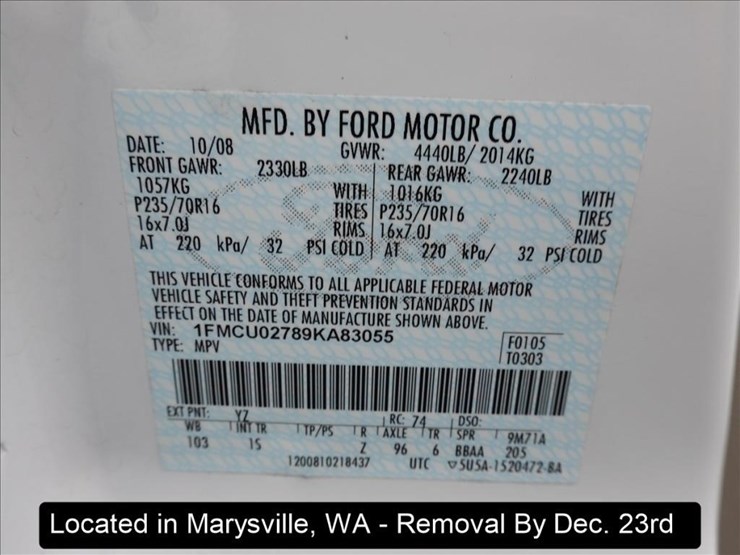 MFD. BY FORD MOTOR CO.
DATE: 10/08 GVWR: 4440LB/ 2014KG
FRONT GAWR: 2330LB REAR GAWR: 2240LB
1057KG WITH 1016KG WITH
P235/70R16 TIRES P235/70R16 TIRES
16x7.0J RIMS 16x7.0J RIMS
AT 220 kPa/ 32 PSI COLD AT 220 kPa/ 32 PSI COLD
THIS VEHICLE CONFORMS TO ALL APPLICABLE FEDERAL MOTOR
VEHICLE SAFETY AND THEFT PREVENTION STANDARDS IN
EFFECT ON THE DATE OF MANUFACTURE SHOWN ABOVE.
VIN: 1FMCU02789KA83055 F0105
TYPE: MPV T0303
EXT PNT: YZ RC: 74 DSO:
WB INT TR TP/PS R AXLE TR SPR 9M71A
103 IS Z 96 6 BBAA 205
1200810218437 UTC ▽5U5A-1520472-BA
Located in Marysville, WA - Removal By Dec. 23rd